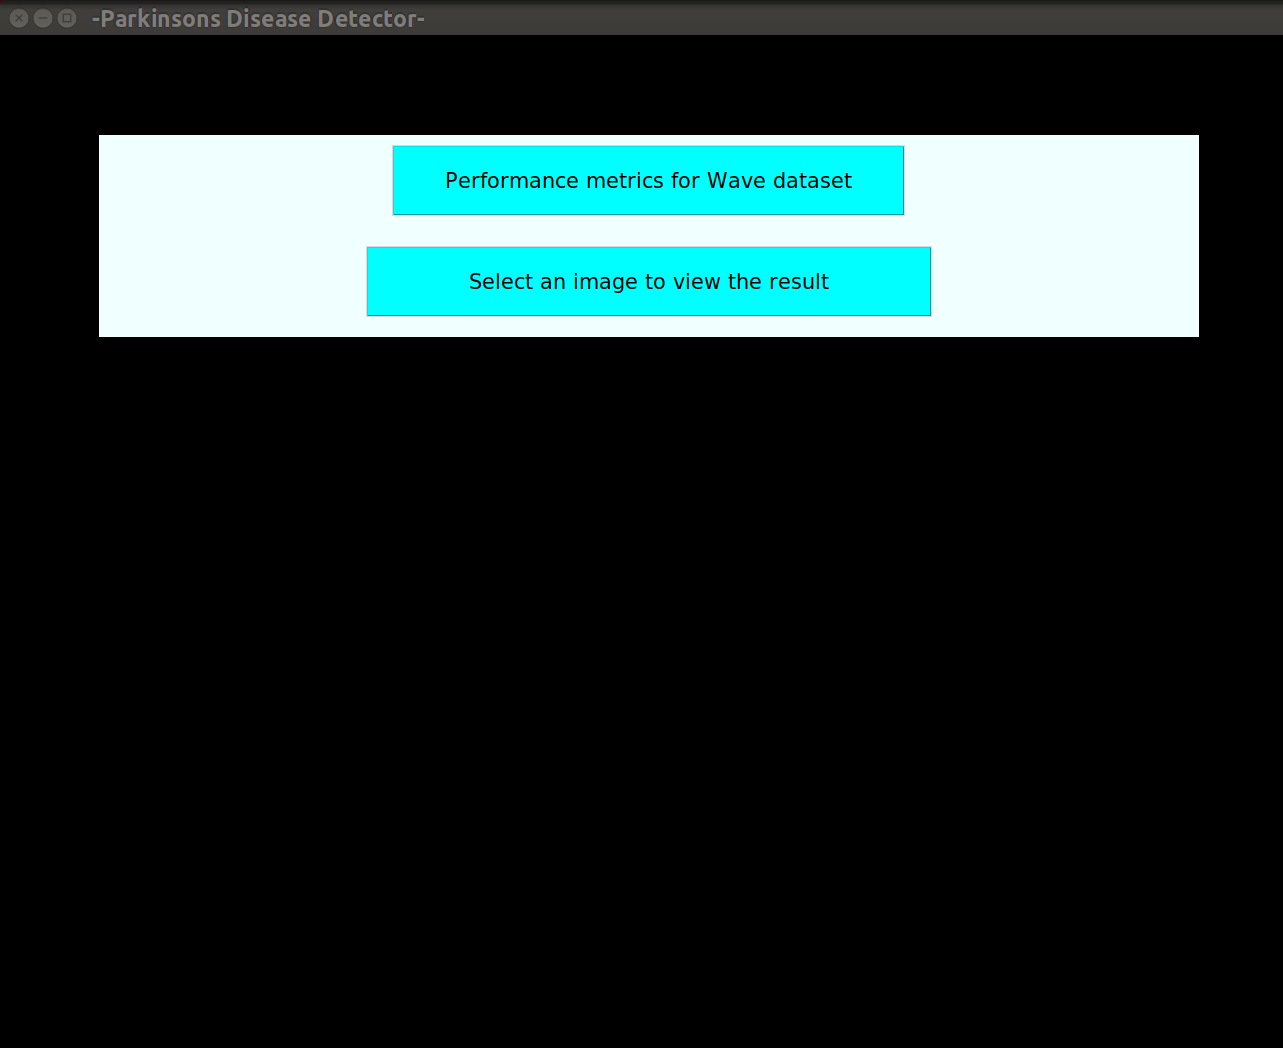 -Parkinsons Disease Detector-
Performance metrics for Wave dataset
Select an image to view the result